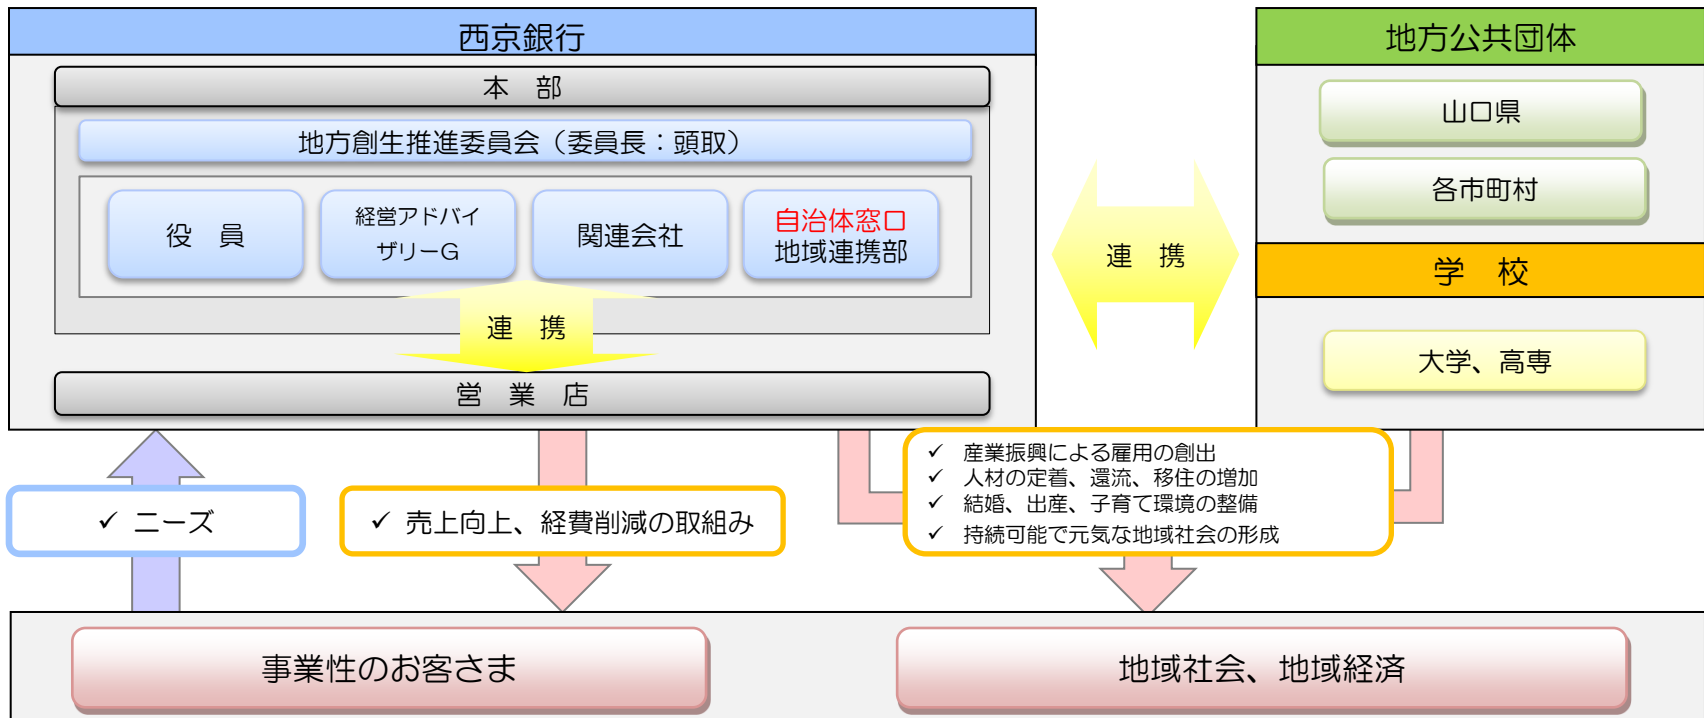 西京銀行
本　部
地方創生推進委員会（委員長：頭取）
役　員
経営アドバイ
ザリーG
関連会社
自治体窓口
地域連携部
連　携
営　業　店
連　携
地方公共団体
山口県
各市町村
学　校
大学、高専
✓ ニーズ
✓ 売上向上、経費削減の取組み
✓ 産業振興による雇用の創出
✓ 人材の定着、還流、移住の増加
✓ 結婚、出産、子育て環境の整備
✓ 持続可能で元気な地域社会の形成
事業性のお客さま
地域社会、地域経済